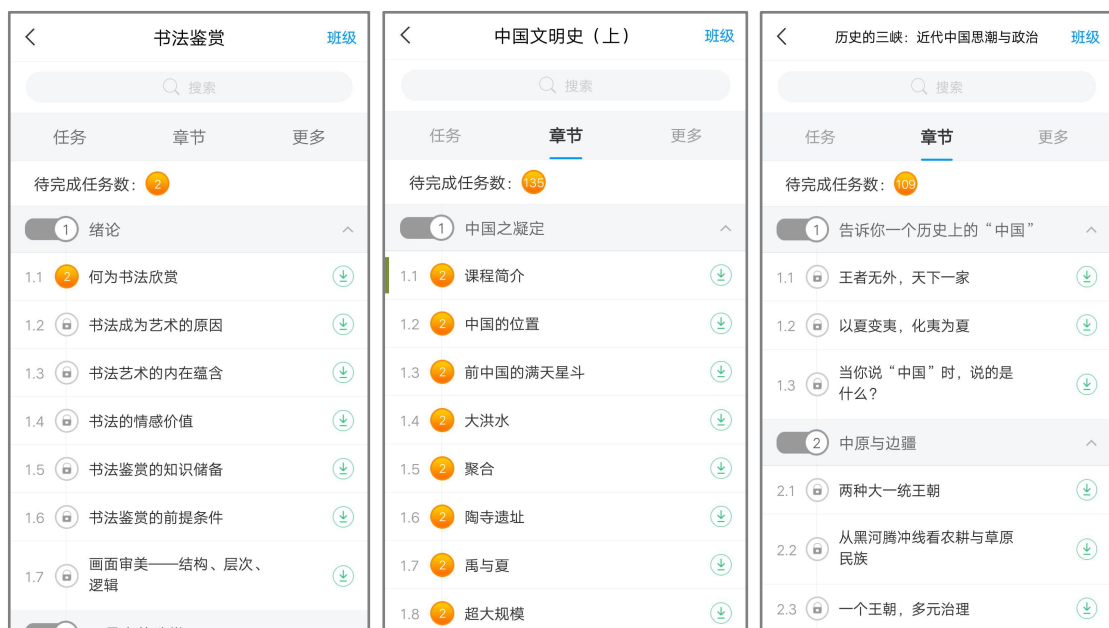 书法鉴赏
班级
搜索
任务
章节
更多
待完成任务数：
2
1
绪论
1.1
2
何为书法欣赏
1.2
书法成为艺术的原因
1.3
书法艺术的内在蕴含
1.4
书法的情感价值
1.5
书法鉴赏的知识储备
1.6
书法鉴赏的前提条件
1.7
画面审美——结构、层次、
逻辑
中国文明史（上）
班级
搜索
任务
章节
更多
待完成任务数：
135
1
中国之凝定
1.1
2
课程简介
1.2
2
中国的位置
1.3
2
前中国的满天星斗
1.4
2
大洪水
1.5
2
聚合
1.6
2
陶寺遗址
1.7
2
禹与夏
1.8
2
超大规模
历史的三峡：近代中国思潮与政治
班级
搜索
任务
章节
更多
待完成任务数：
109
1
告诉你一个历史上的“中国”
1.1
王者无外，天下一家
1.2
以夏变夷，化夷为夏
1.3
当你说“中国”时，说的是
什么？
2
中原与边疆
2.1
两种大一统王朝
2.2
从黑河腾冲线看农耕与草原
民族
2.3
一个王朝，多元治理